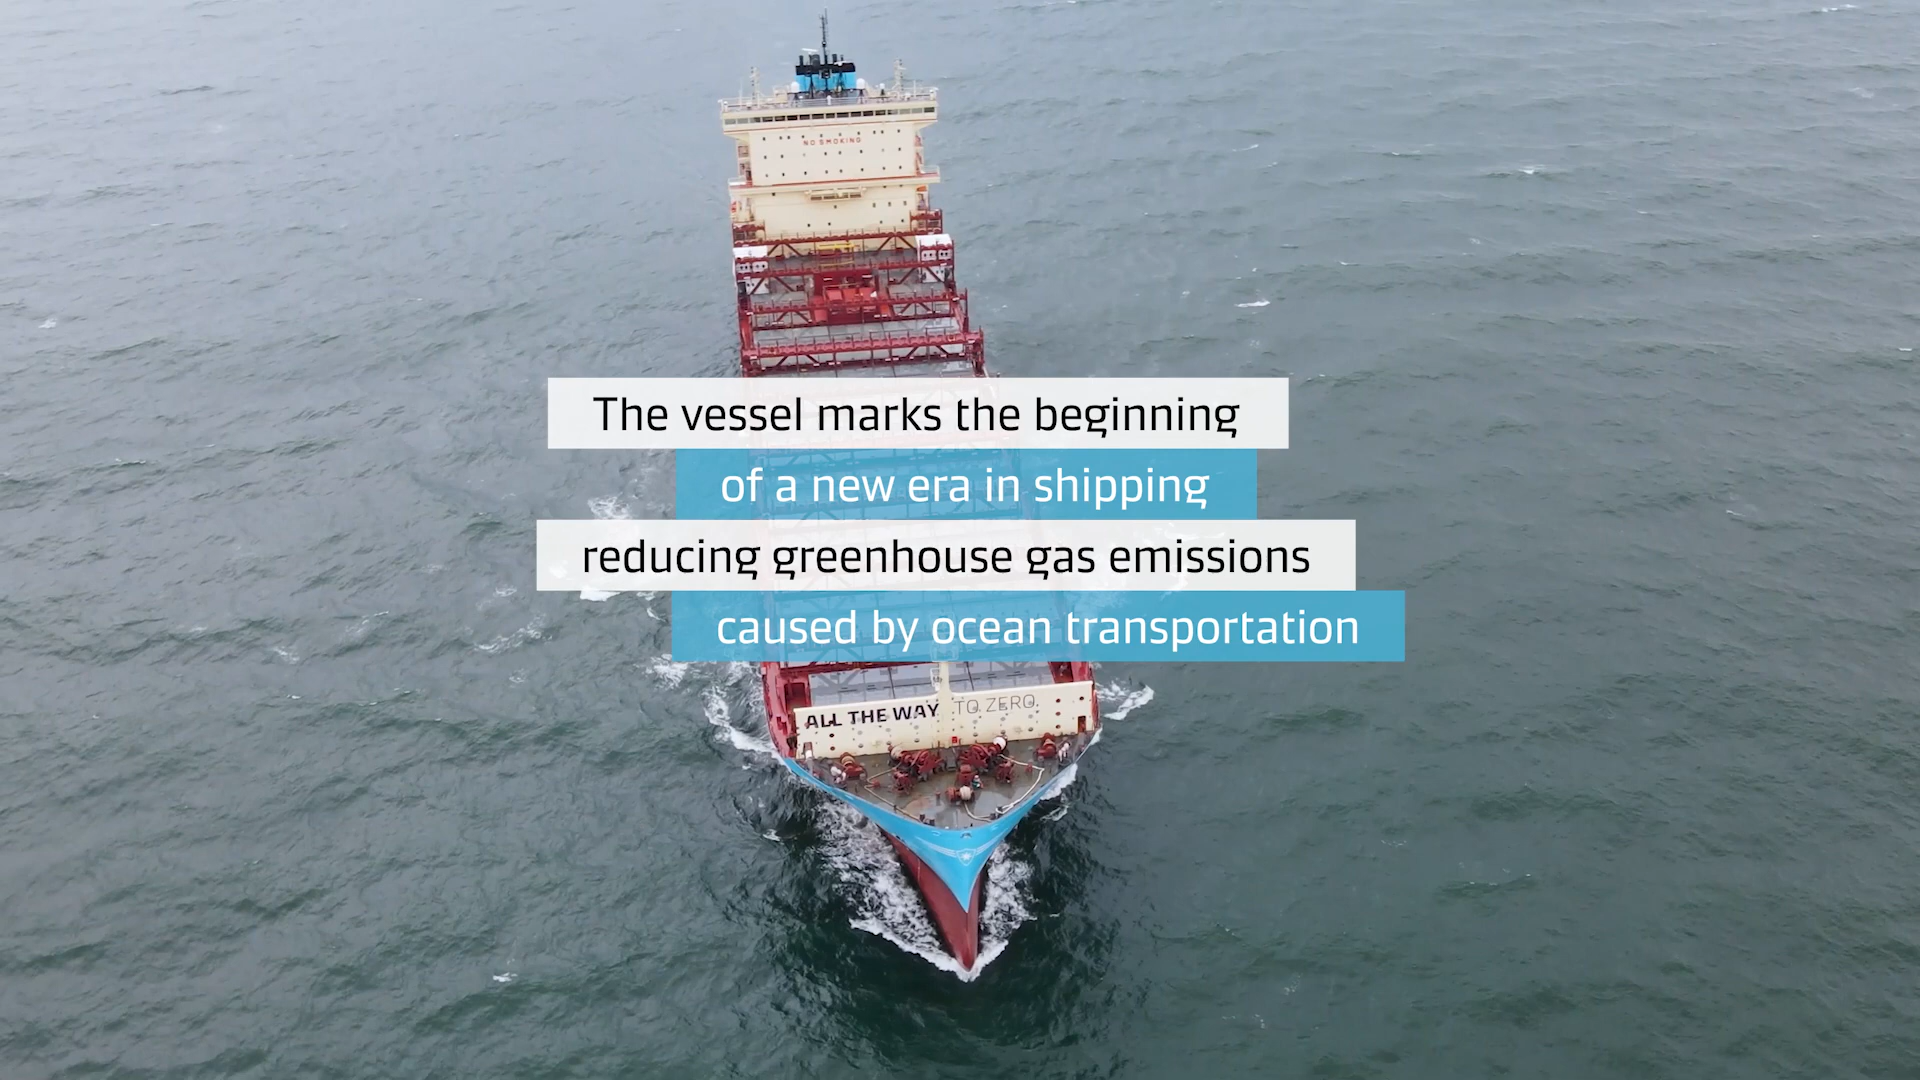 NO SMOKING
The vessel marks the beginning
of a new era in shipping
reducing greenhouse gas emissions
caused by ocean transportation
ALL THE WAY TO ZERO